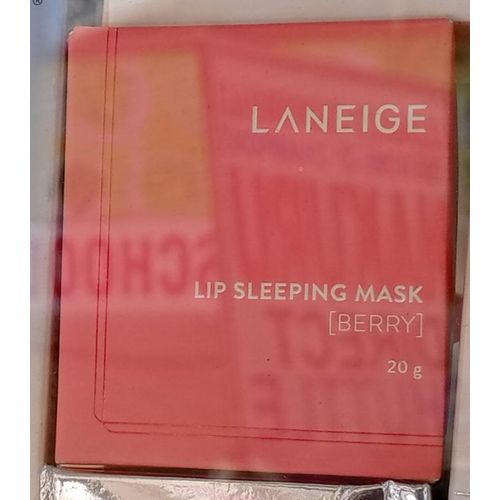 ®
LANEIGE
LIP SLEEPING MASK
[BERRY]
20 g